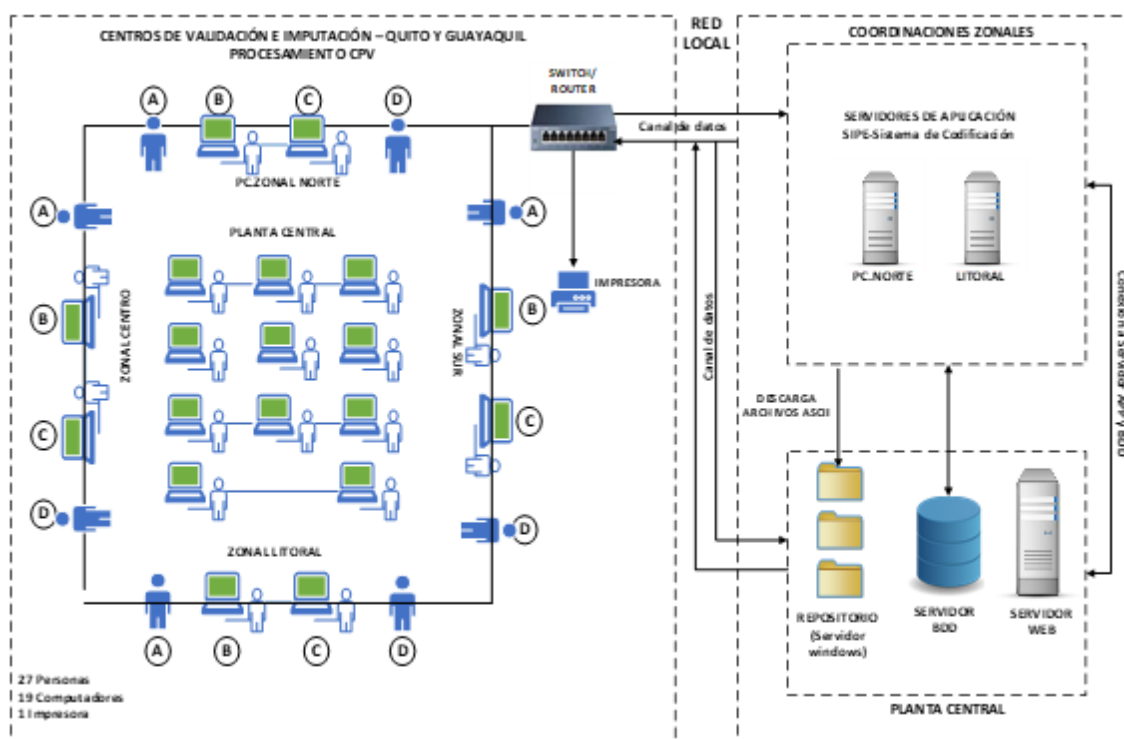 CENTROS DE VALIDACIÓN E IMPUTACIÓN – QUITO Y GUAYAQUIL
PROCESAMIENTO CPV
RED
LOCAL
COORDINACIONES ZONALES
SWITCH/
ROUTER
A
B
C
D
Canal de datos
SERVIDORES DE APLICACIÓN
SIPE-Sistema de Codificación
PC.ZONAL NORTE
A
A
PLANTA CENTRAL
PC.NORTE
LITORAL
IMPRESORA
B
ZONAL CENTRO
ZONAL SUR
B
Canal de datos
Conexión a servidor APP y BDD
C
C
DESCARGA
ARCHIVOS ASCII
D
D
ZONAL LITORAL
REPOSITORIO
(Servidor
windows)
SERVIDOR
BDD
SERVIDOR
WEB
A
B
C
D
27 Personas
19 Computadores
1 Impresora
PLANTA CENTRAL